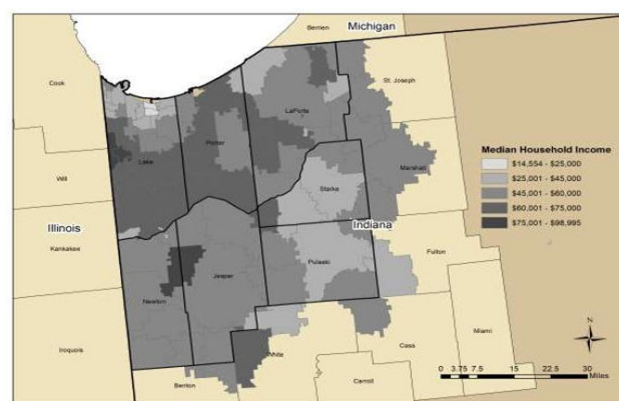 Michigan
Berrien
Cook
St. Joseph
LaPorte
Porter
Lake
Median Household Income
$14,554 - $25,000
$25,001 - $45,000
$45,001 - $60,000
$60,001 - $75,000
$75,001 - $98,995
Will
Marshall
Starke
Illinois
Indiana
Kankakee
Fulton
Pulaski
Jasper
Newton
Miami
N
Iroquois
White
Cass
Benton
Carroll
0 3.75 7.5 15 22.5 30
Miles